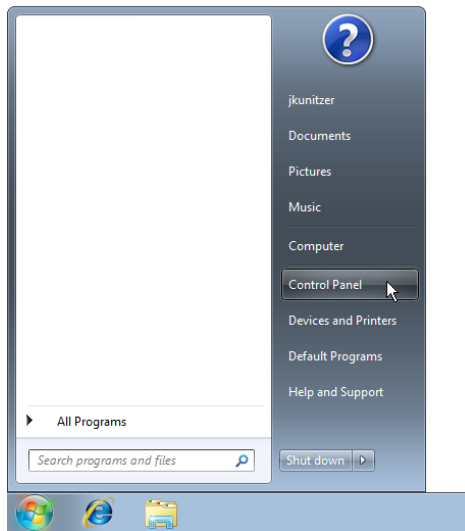 jkunitzer
Documents
Pictures
Music
Computer
Control Panel
Devices and Printers
Default Programs
Help and Support
All Programs
Search programs and files
Shut down